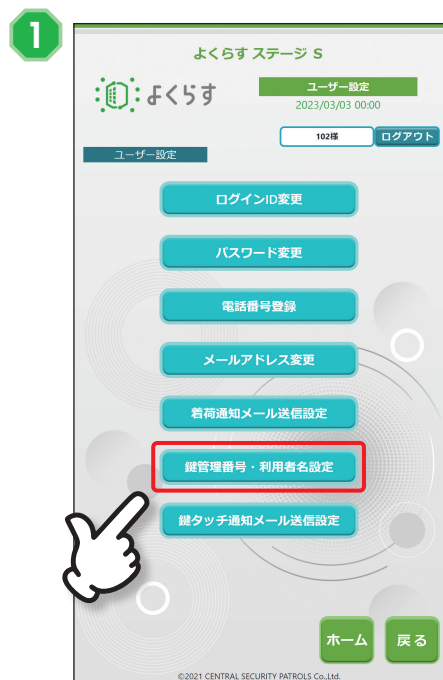 1
よくらす ステージ S
よくらす
ユーザー設定
2023/03/03 00:00
102様
ログアウト
ユーザー設定
ログインID変更
パスワード変更
電話番号登録
メールアドレス変更
着荷通知メール送信設定
鍵管理番号・利用者名設定
鍵タッチ通知メール送信設定
ホーム
戻る
©2021 CENTRAL SECURITY PATROLS Co.,Ltd.